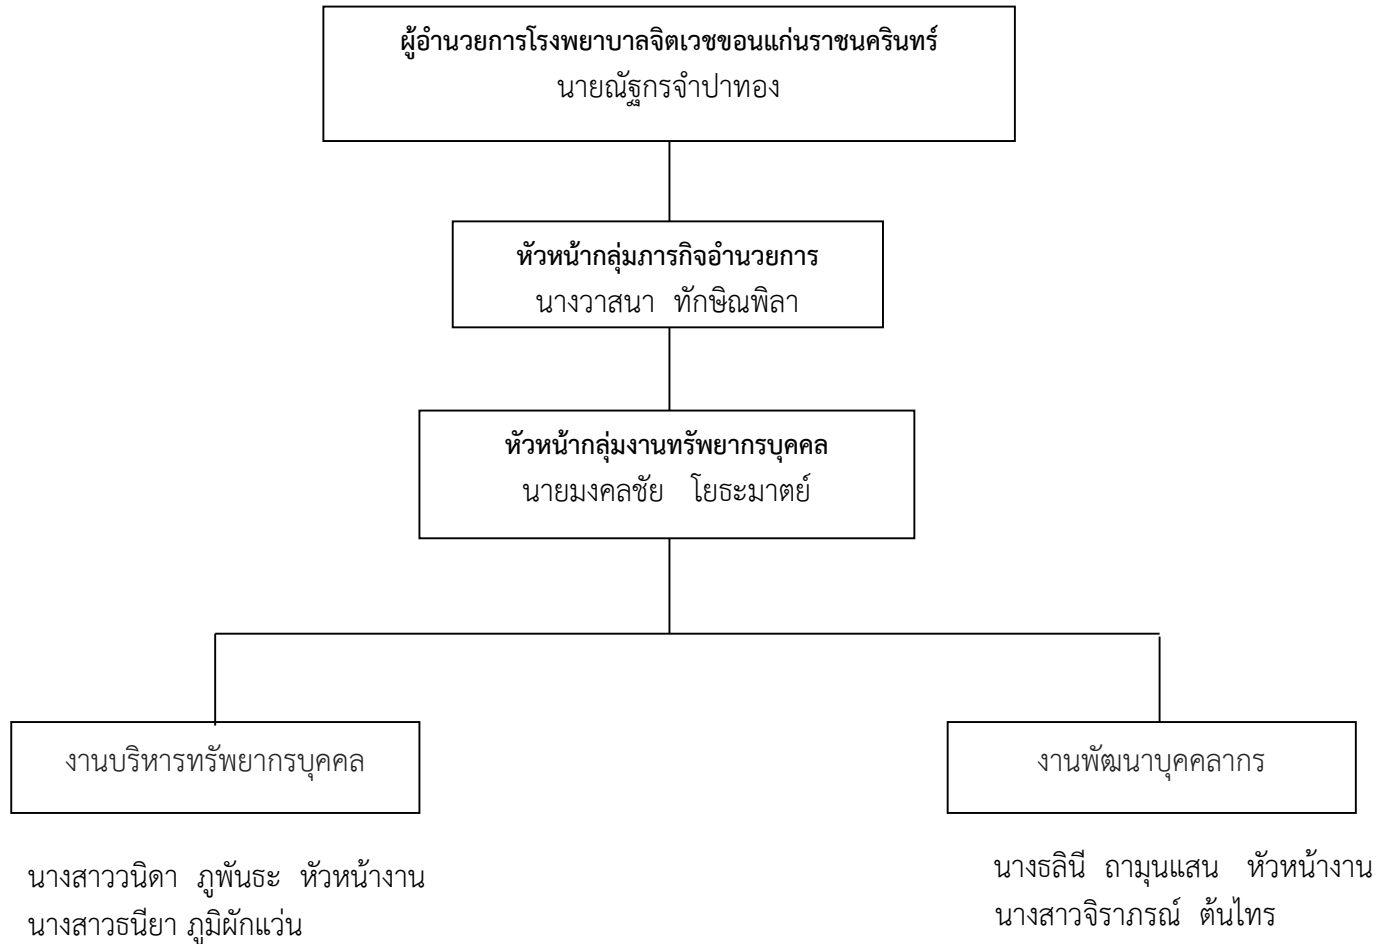 ผู้อำนวยการโรงพยาบาลจิตเวชขอนแก่นราชนครินทร์
นายณัฐกรจำปาทอง
หัวหน้ากลุ่มภารกิจอำนวยการ
นางวาสนา ทักษิณพิลา
หัวหน้ากลุ่มงานทรัพยากรบุคคล
นายมงคลชัย โยธะมาตย์
งานบริหารทรัพยากรบุคคล
นางสาววนิดา ภูพันธะ หัวหน้างาน
นางสาวธนียา ภูมิผักแว่น
งานพัฒนาบุคคลากร
นางธลินี ถามุนแสน หัวหน้างาน
นางสาวจิราภรณ์ ต้นไทร